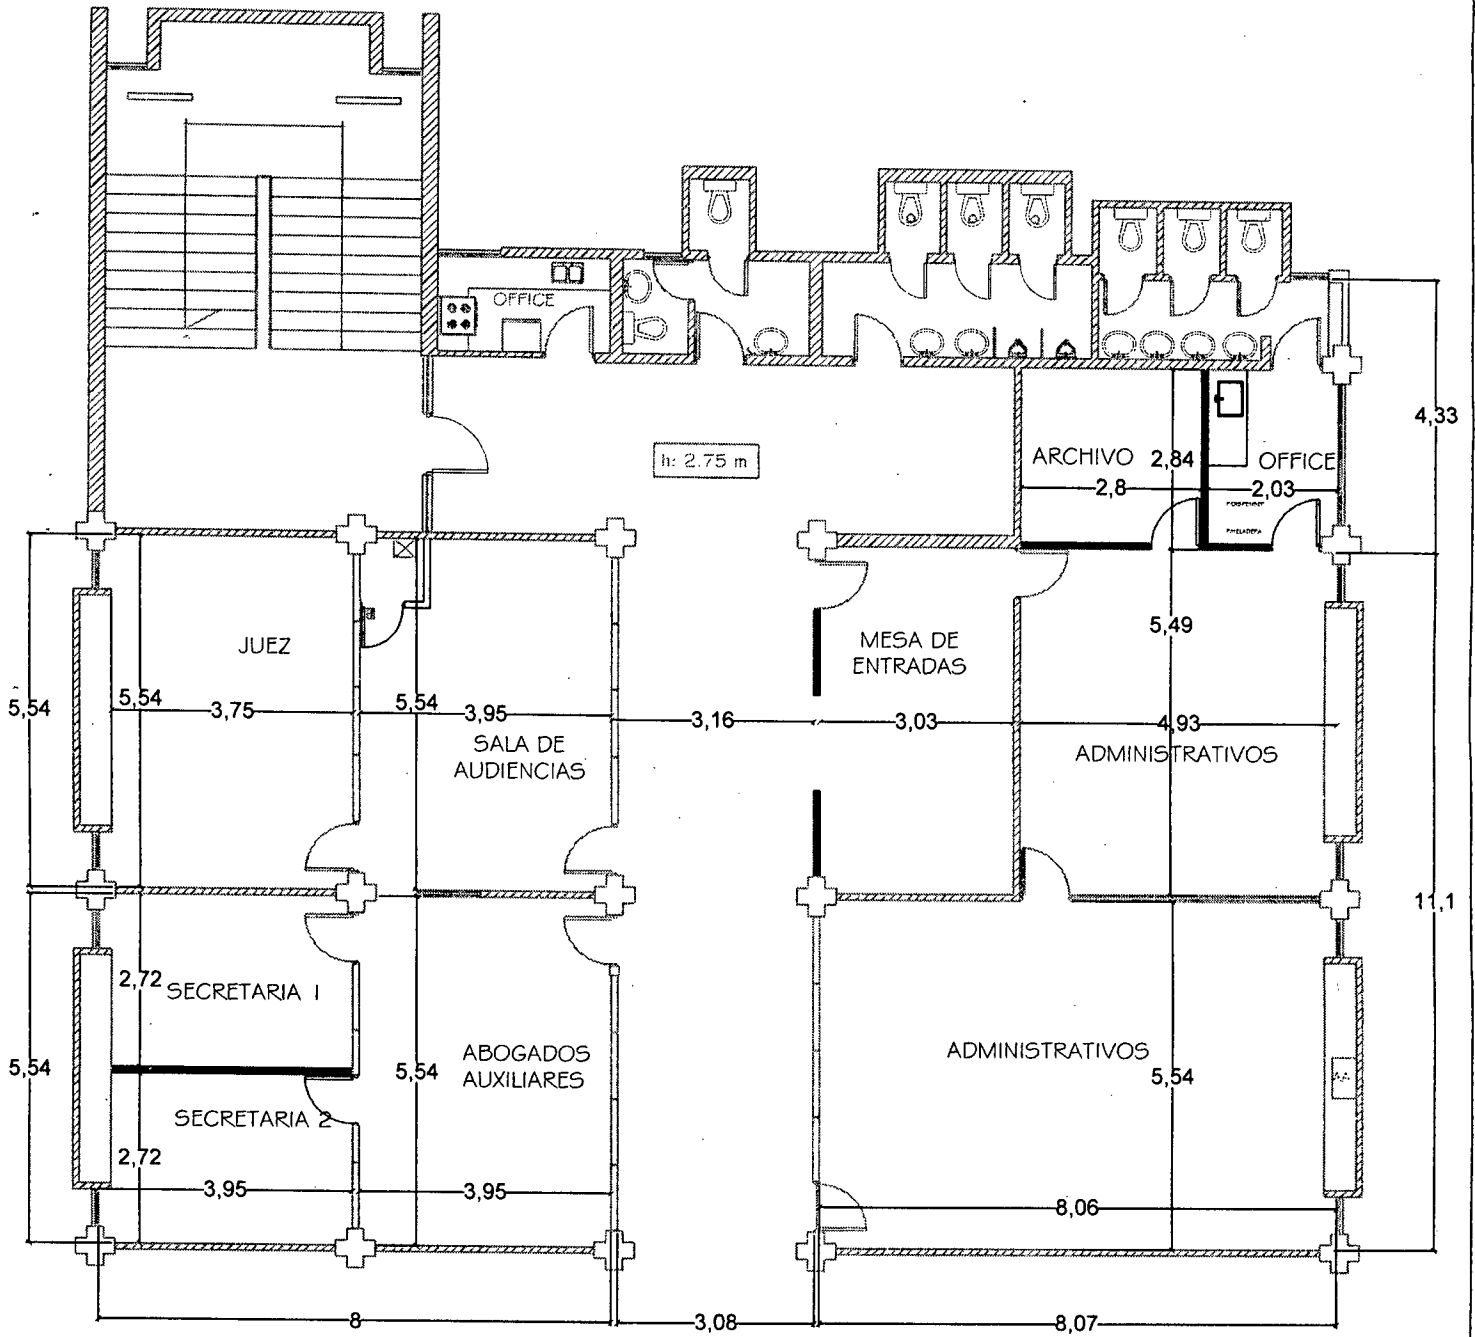 OFFICE
4,33
h: 2.75 m
ARCHIVO
2,84
OFFICE
2,8
2,03
JUEZ
MESA DE
ENTRADAS
5,49
5,54
5,54
3,75
5,54
3,95
3,16
3,03
4,93
SALA DE
AUDIENCIAS
ADMINISTRATIVOS
11,1
2,72
SECRETARIA 1
5,54
ABOGADOS
AUXILIARES
5,54
ADMINISTRATIVOS
5,54
SECRETARIA 2
2,72
3,95
3,95
8,06
8
3,08
8,07